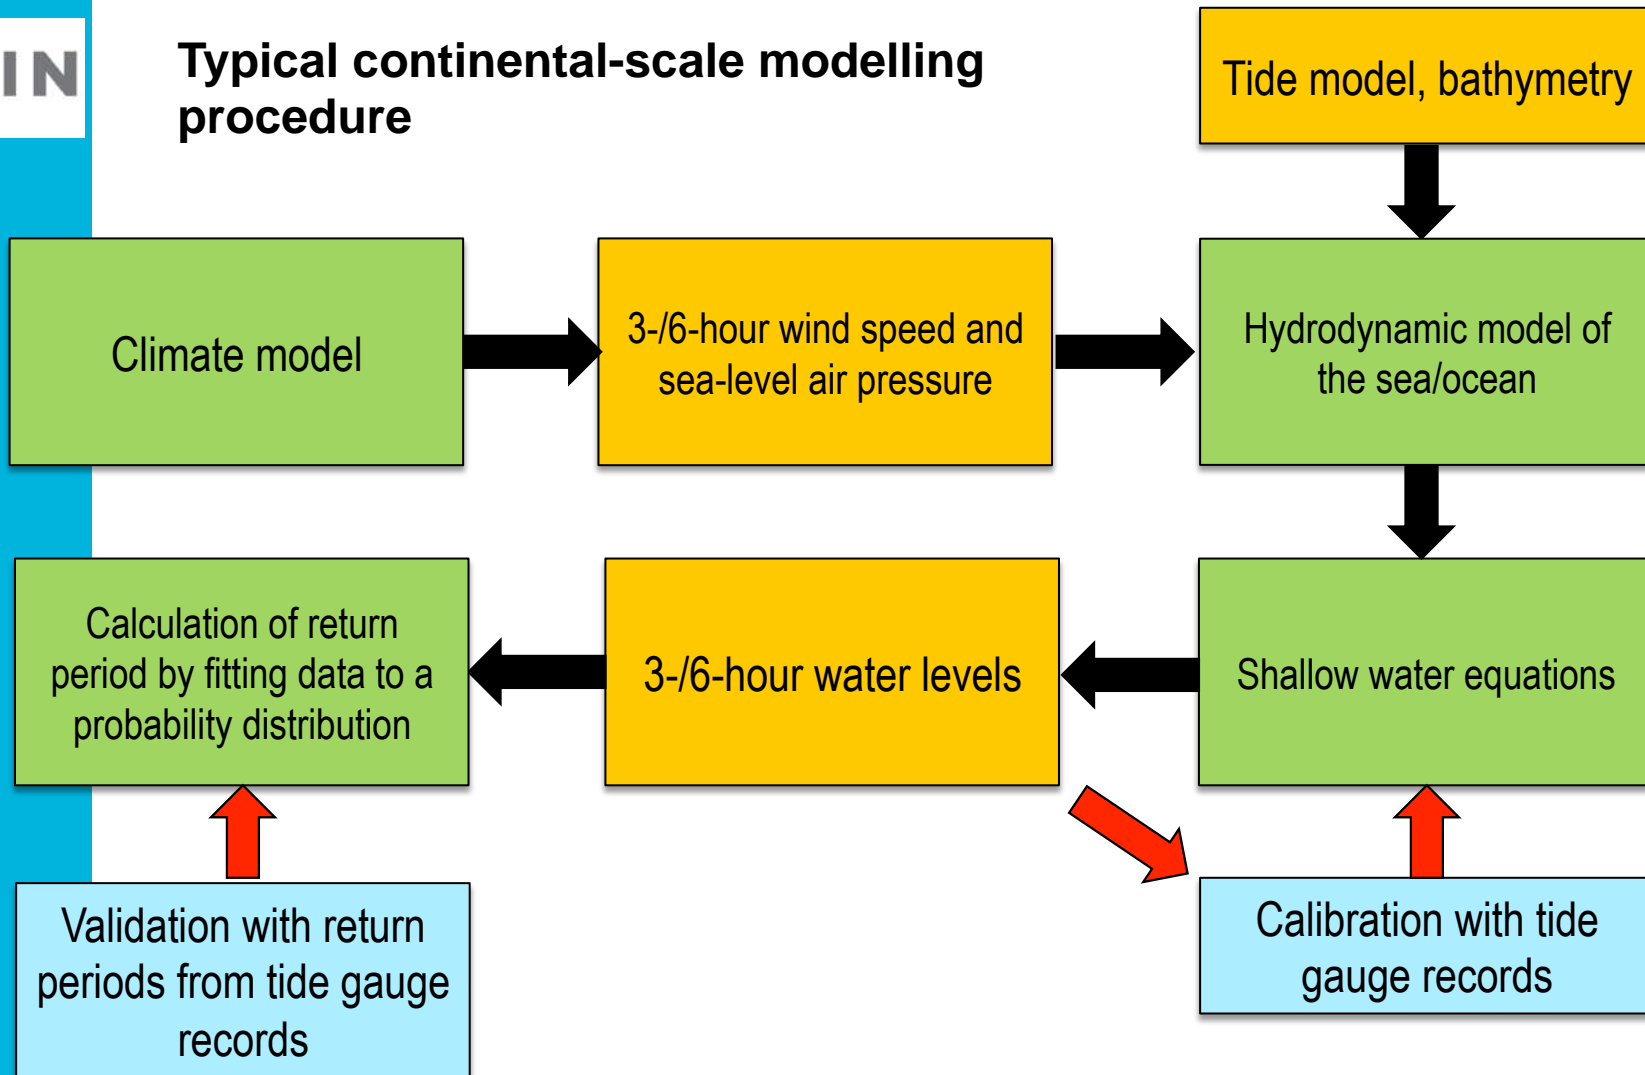 IN
Typical continental-scale modelling
procedure
Tide model, bathymetry
Climate model
3-/6-hour wind speed and
sea-level air pressure
Hydrodynamic model of
the sea/ocean
Calculation of return
period by fitting data to a
probability distribution
3-/6-hour water levels
Shallow water equations
Validation with return
periods from tide gauge
records
Calibration with tide
gauge records